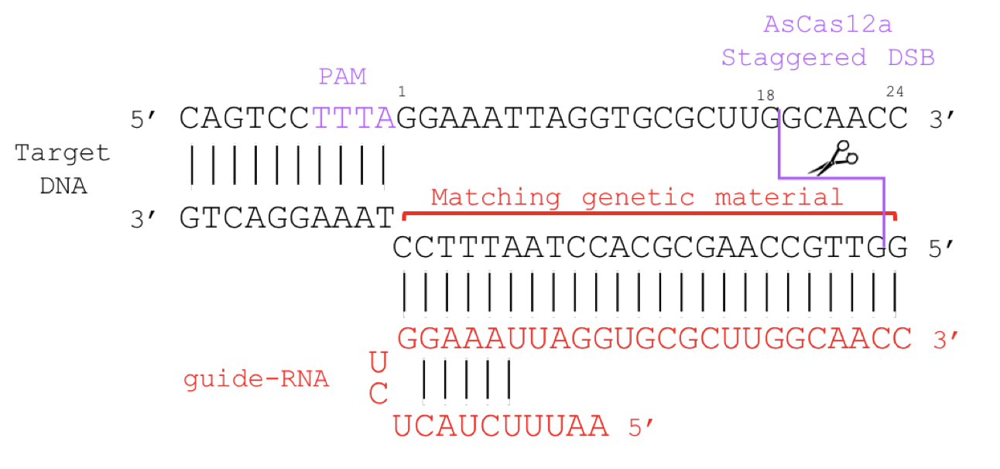 AsCas12a
Staggered DSB
PAM
1
18
24
5′ CAGTCCTTTAGGAAATTAGGTGCGCUUGGCAACC 3′
Target
DNA
Matching genetic material
3′ GTCAGGAAAT
CCTTTAATCCACGCGAACCGTTGG 5′
GGAAAUUAGGUGCGCUUGGCAACC 3′
U
guide-RNA
C
UCAUCUUUAA 5′